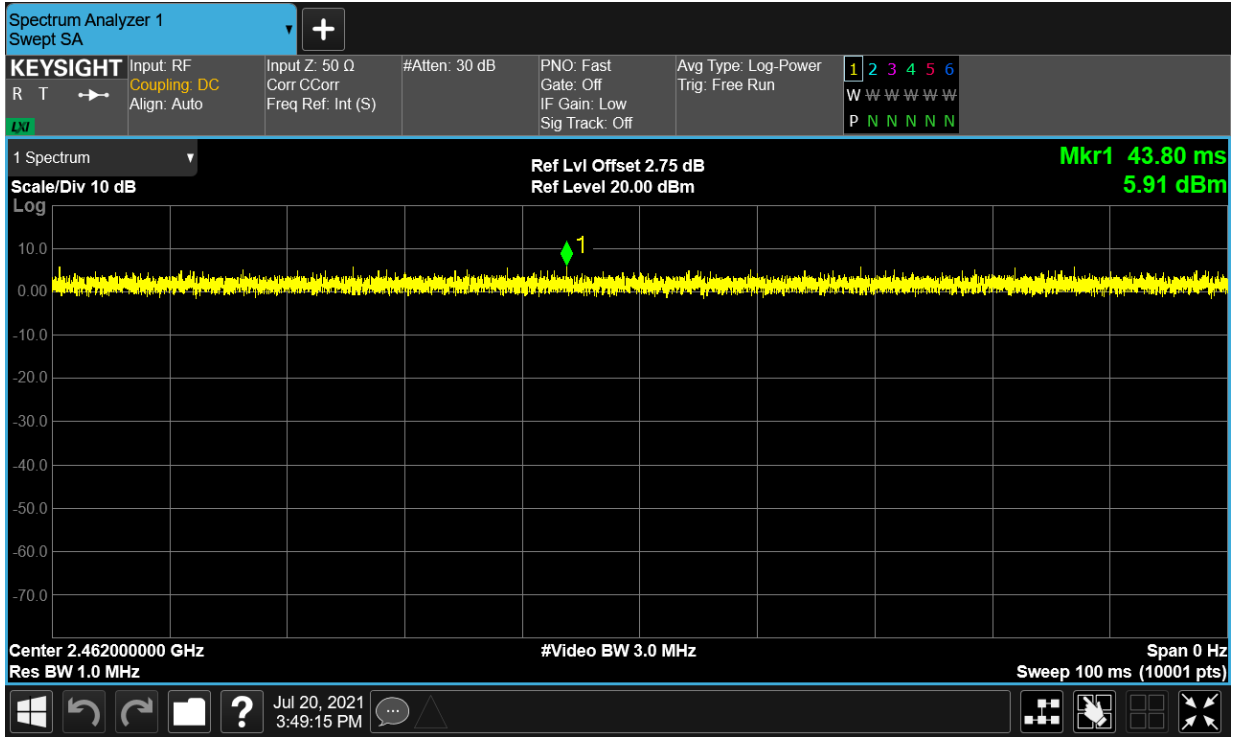 Spectrum Analyzer 1
Swept SA
KEYSIGHT
R T
LXI
Input: RF
Coupling: DC
Align: Auto
Input Z: 50 Ω
Corr CCorr
Freq Ref: Int (S)
#Atten: 30 dB
PNO: Fast
Gate: Off
IF Gain: Low
Sig Track: Off
Avg Type: Log-Power
Trig: Free Run
1 2 3 4 5 6
W W W W W W
P N N N N N
1 Spectrum
Scale/Div 10 dB
Log
Ref Lvl Offset 2.75 dB
Ref Level 20.00 dBm
Mkr1 43.80 ms
5.91 dBm
1
10.0
0.00
-10.0
-20.0
-30.0
-40.0
-50.0
-60.0
-70.0
Center 2.462000000 GHz
#Video BW 3.0 MHz
Span 0 Hz
Res BW 1.0 MHz
Sweep 100 ms (10001 pts)
?
Jul 20, 2021
3:49:15 PM